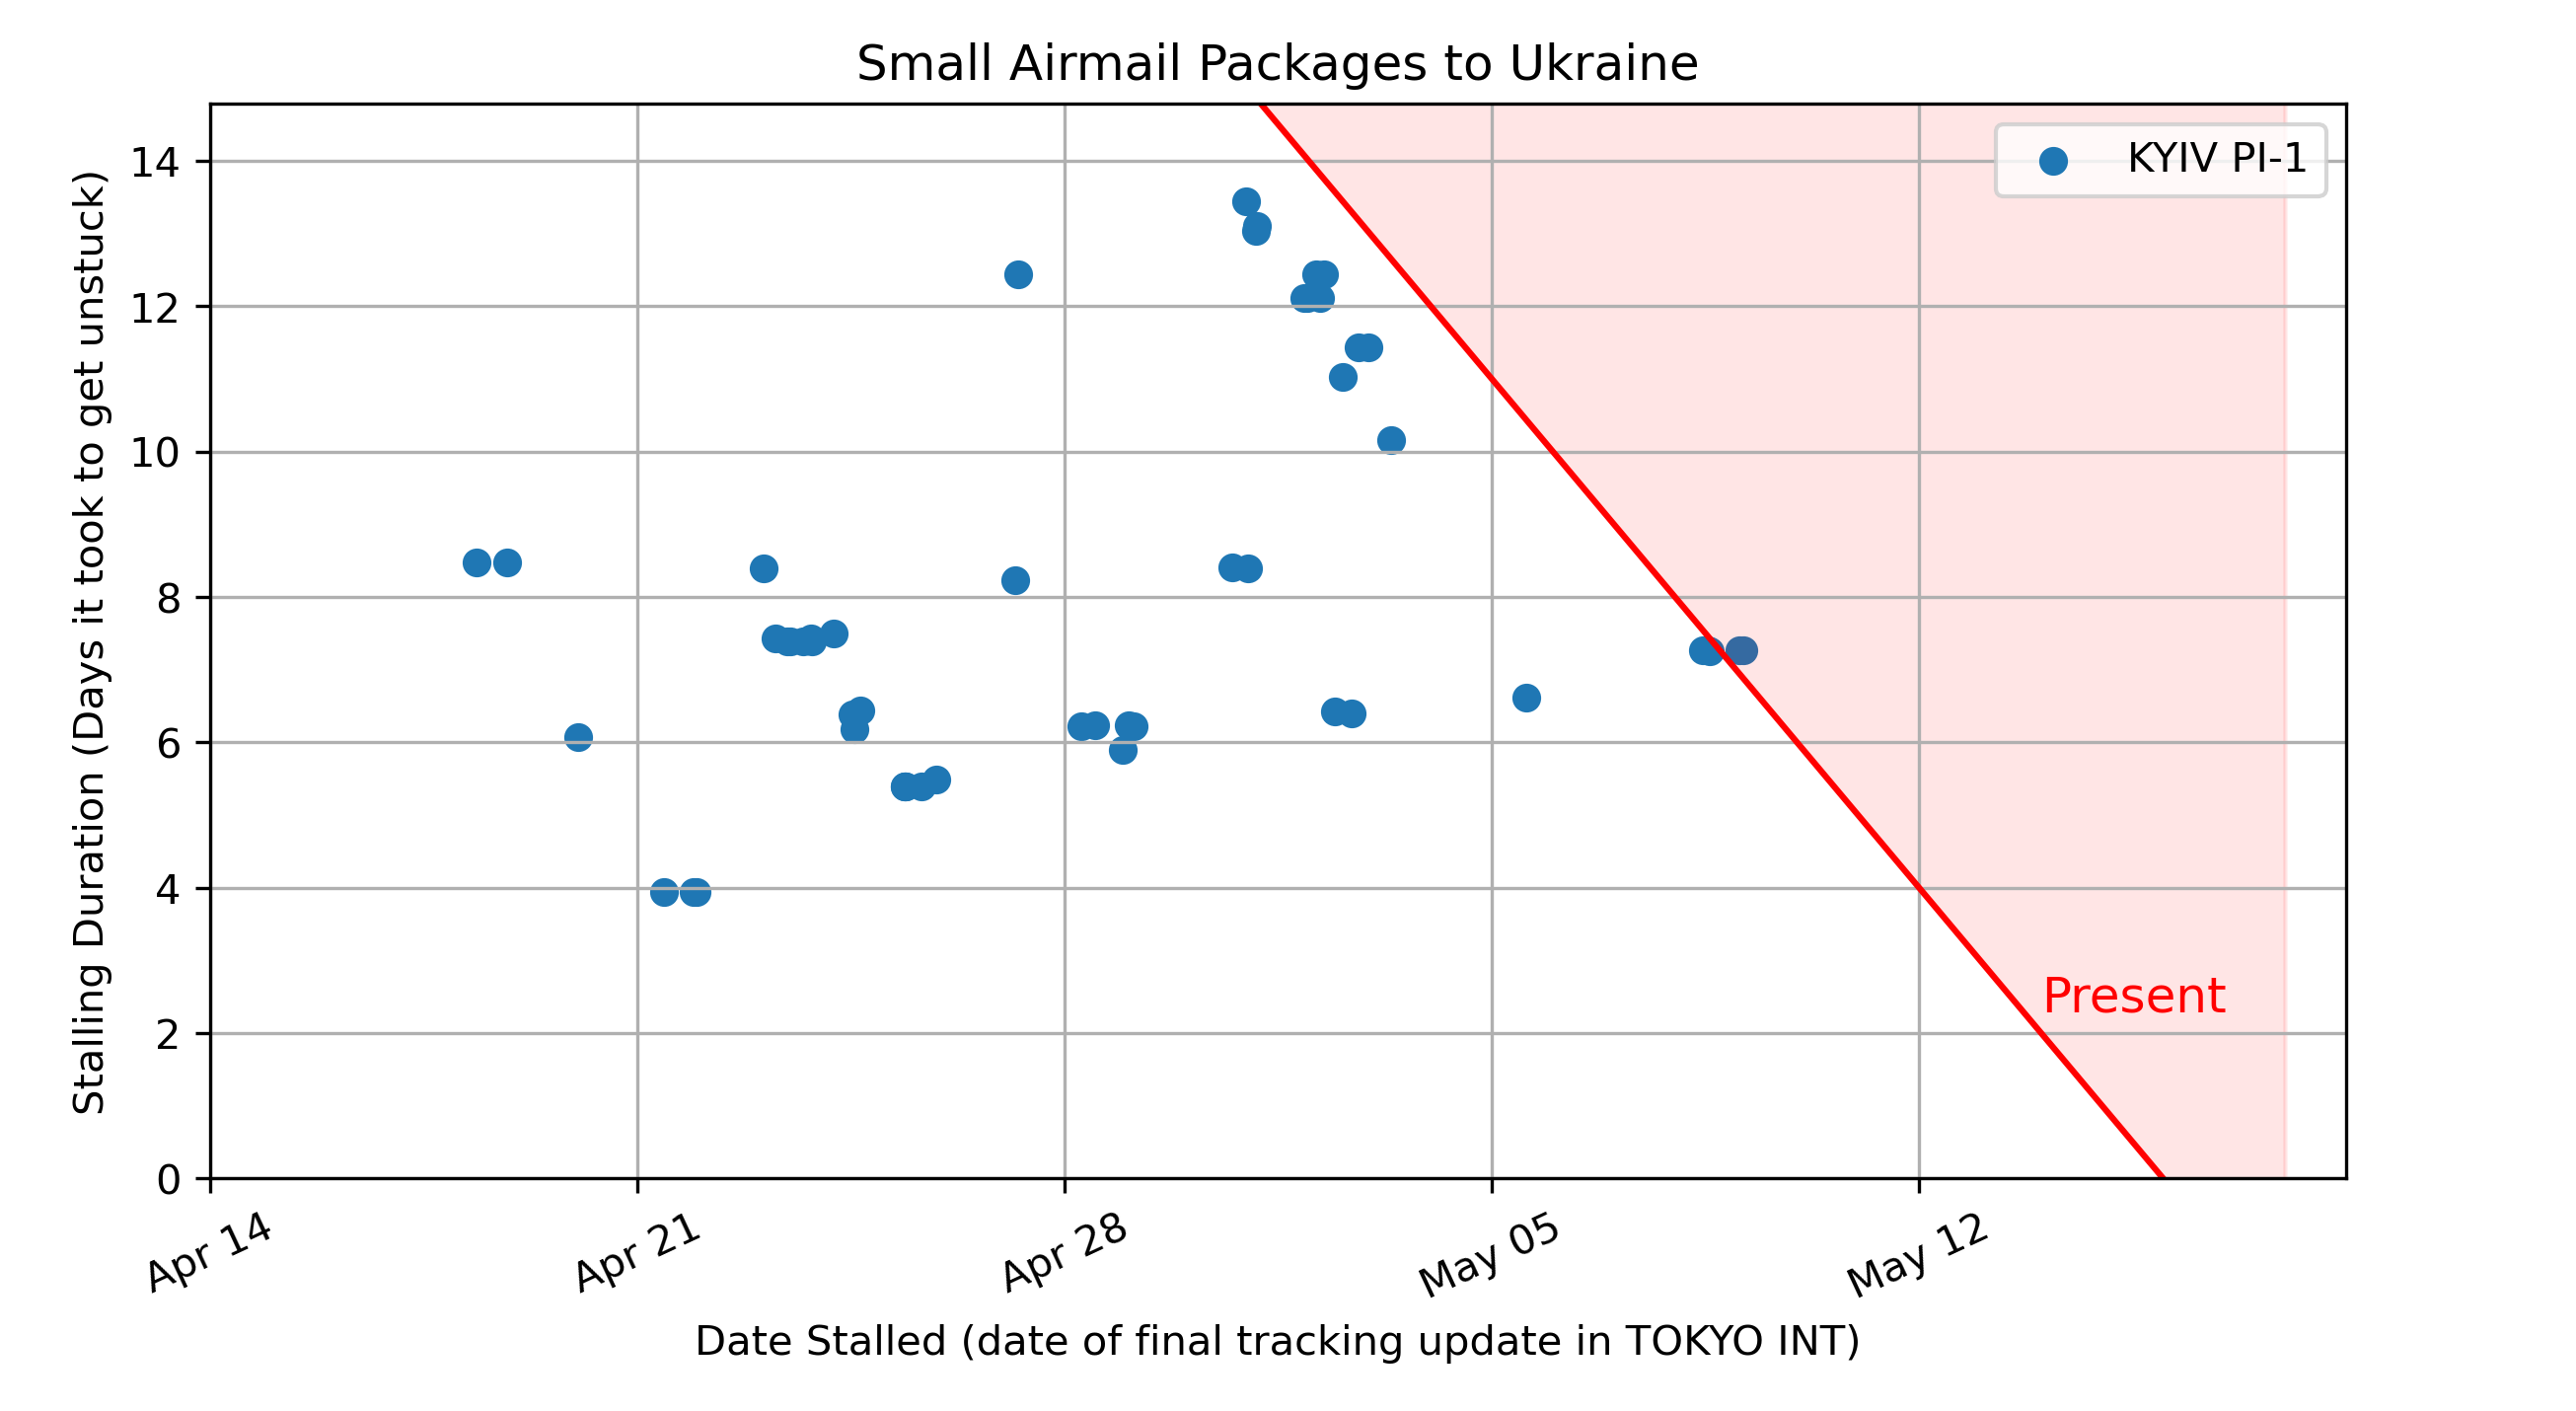 Small Airmail Packages to Ukraine
KYIV PI-1
Stalling Duration (Days it took to get unstuck)
14
12
10
8
6
4
2
0
Present
Apr 14
Apr 21
Apr 28
May 05
May 12
Date Stalled (date of final tracking update in TOKYO INT)